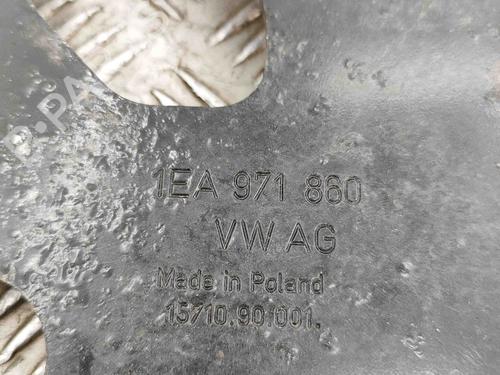 1EA 971 860
VW AG
Made in Poland
15710.90.001.